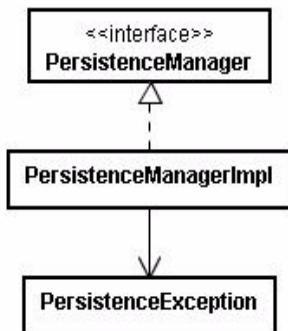 <<interface>>
PersistenceManager
PersistenceManagerImpl
PersistenceException